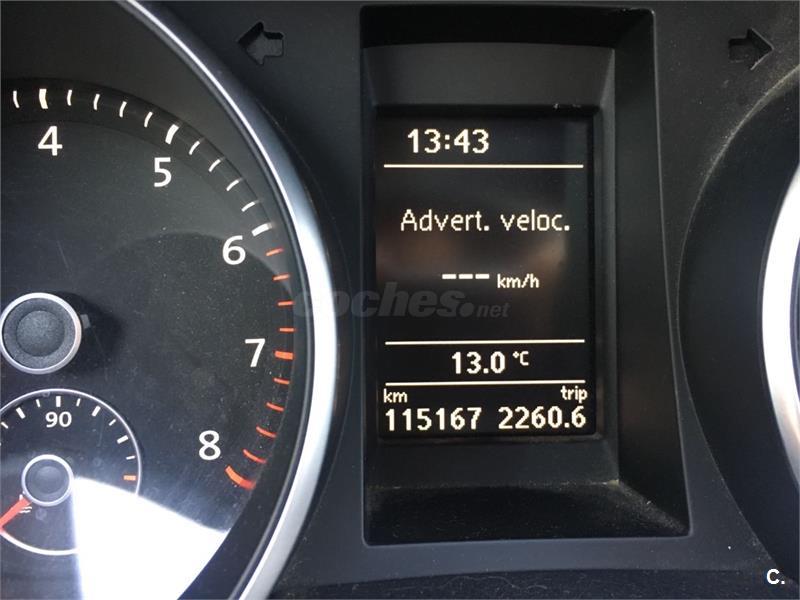 13:43
Advert. veloc.
--- km/h
13.0 °C
km trip
115167 2260.6
4
5
6
7
8
90
coches.net
C.